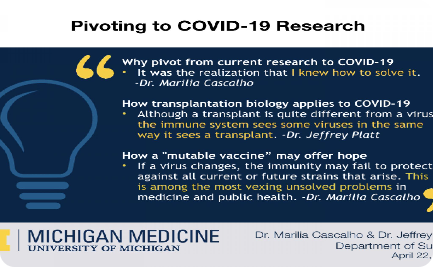 Pivoting to COVID-19 Research
Why pivot from current research to COVID-19
• It was the realization that I knew how to solve it.
-Dr. Marilia Cascalho
How transplantation biology applies to COVID-19
• Although a transplant is quite different from a virus
the immune system sees some viruses in the same
way it sees a transplant. -Dr. Jeffrey Platt
How a "mutable vaccine" may offer hope
• If a virus changes, the immunity may fail to protect
against all current or future strains that arise. This
is among the most vexing unsolved problems in
medicine and public health. -Dr. Marilia Cascalho
MICHIGAN MEDICINE
UNIVERSITY OF MICHIGAN
Dr. Marilia Cascalho & Dr. Jeffrey
Department of Su
April 22,